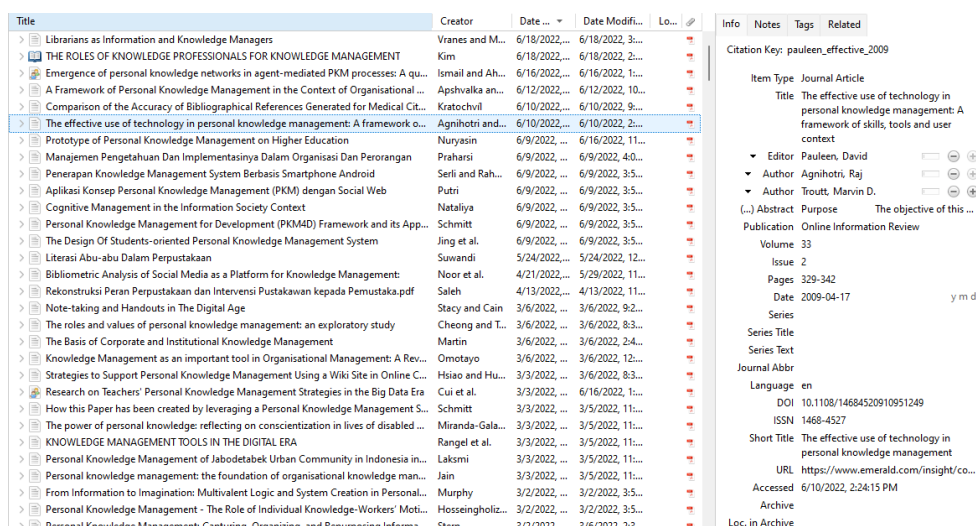 Title Creator Date ... Date Modifi... Lo...
Librarians as Information and Knowledge Managers Vranes and M... 6/18/2022,... 6/18/2022, 3:...
THE ROLES OF KNOWLEDGE PROFESSIONALS FOR KNOWLEDGE MANAGEMENT Kim 6/18/2022,... 6/18/2022, 2:...
Emergence of personal knowledge networks in agent-mediated PKM processes: A qu... Ismail and Ah... 6/16/2022,... 6/16/2022, 1:...
A Framework of Personal Knowledge Management in the Context of Organisational ... Apshvalka an... 6/12/2022,... 6/12/2022, 10...
Comparison of the Accuracy of Bibliographical References Generated for Medical Cit... Kratochvíl 6/10/2022,... 6/10/2022, 9:...
The effective use of technology in personal knowledge management: A framework o... Agnihotri and... 6/10/2022,... 6/10/2022, 2:...
Prototype of Personal Knowledge Management on Higher Education Nuryasin 6/9/2022, ... 6/16/2022, 11...
Manajemen Pengetahuan Dan Implementasinya Dalam Organisasi Dan Perorangan Praharsi 6/9/2022, ... 6/9/2022, 4:0...
Penerapan Knowledge Management System Berbasis Smartphone Android Serli and Rah... 6/9/2022, ... 6/9/2022, 3:5...
Aplikasi Konsep Personal Knowledge Management (PKM) dengan Social Web Putri 6/9/2022, ... 6/9/2022, 3:5...
Cognitive Management in the Information Society Context Nataliya 6/9/2022, ... 6/9/2022, 3:5...
Personal Knowledge Management for Development (PKM4D) Framework and its App... Schmitt 6/9/2022, ... 6/9/2022, 3:5...
The Design Of Students-oriented Personal Knowledge Management System Jing et al. 6/9/2022, ... 6/9/2022, 3:5...
Literasi Abu-abu Dalam Perpustakaan Suwandi 5/24/2022,... 5/24/2022, 12...
Bibliometric Analysis of Social Media as a Platform for Knowledge Management: Noor et al. 4/21/2022,... 5/29/2022, 11...
Rekonstruksi Peran Perpustakaan dan Intervensi Pustakawan kepada Pemustaka.pdf Saleh 4/13/2022,... 4/13/2022, 11...
Note-taking and Handouts in The Digital Age Stacy and Cain 3/6/2022, ... 3/6/2022, 9:2...
The roles and values of personal knowledge management: an exploratory study Cheong and T... 3/6/2022, ... 3/6/2022, 8:3...
The Basis of Corporate and Institutional Knowledge Management Martin 3/6/2022, ... 3/6/2022, 2:4...
Knowledge Management as an important tool in Organisational Management: A Rev... Omotayo 3/6/2022, ... 3/6/2022, 12:...
Strategies to Support Personal Knowledge Management Using a Wiki Site in Online C... Hsiao and Hu... 3/3/2022, ... 3/6/2022, 8:3...
Research on Teachers' Personal Knowledge Management Strategies in the Big Data Era Cui et al. 3/3/2022, ... 6/16/2022, 1:...
How this Paper has been created by leveraging a Personal Knowledge Management S... Schmitt 3/3/2022, ... 3/5/2022, 11:...
The power of personal knowledge: reflecting on conscientization in lives of disabled ... Miranda-Gala... 3/3/2022, ... 3/5/2022, 11:...
KNOWLEDGE MANAGEMENT TOOLS IN THE DIGITAL ERA Rangel et al. 3/3/2022, ... 3/5/2022, 11:...
Personal Knowledge Management of Jabodetabek Urban Community in Indonesia in... Laksmi 3/3/2022, ... 3/5/2022, 11:...
Personal knowledge management: the foundation of organisational knowledge man... Jain 3/3/2022, ... 3/5/2022, 11:...
From Information to Imagination: Multivalent Logic and System Creation in Personal... Murphy 3/2/2022, ... 3/2/2022, 3:5...
Personal Knowledge Management - The Role of Individual Knowledge-Workers' Moti... Hosseingholiz... 3/2/2022, ... 3/2/2022, 3:5...
Info Notes Tags Related
Citation Key: pauleen_effective_2009
Item Type Journal Article
Title The effective use of technology in
personal knowledge management: A
framework of skills, tools and user
context
Editor Pauleen, David
Author Agnihotri, Raj
Author Troutt, Marvin D.
(...) Abstract Purpose The objective of this ...
Publication Online Information Review
Volume 33
Issue 2
Pages 329-342
Date 2009-04-17 y m d
Series
Series Title
Series Text
Journal Abbr
Language en
DOI 10.1108/14684520910951249
ISSN 1468-4527
Short Title The effective use of technology in
personal knowledge management
URL https://www.emerald.com/insight/co...
Accessed 6/10/2022, 2:24:15 PM
Archive
Loc. in Archive